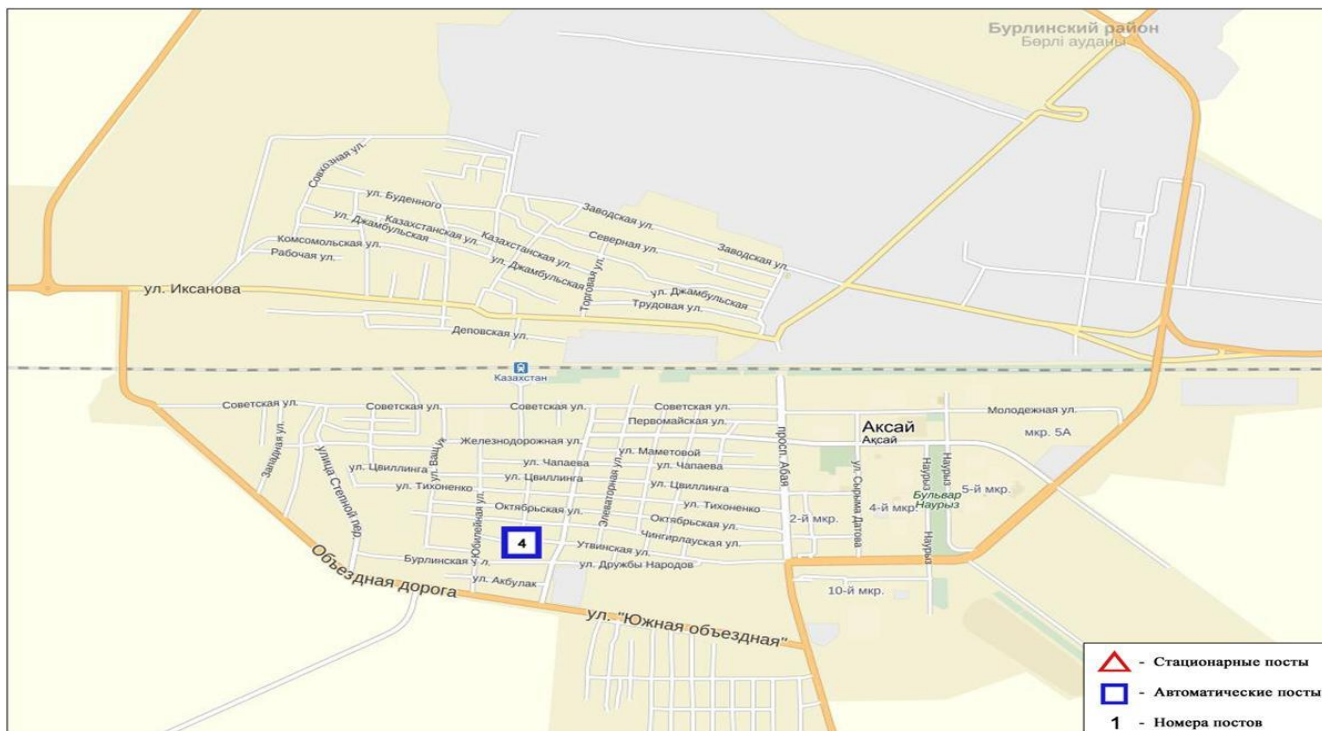 Бурлинский район
Бөрлі ауданы
Совхозная ул.
ул. Буденного
Заводская ул.
ул. Джамбульская
Казахстанская ул.
Казахстанская ул.
Северная ул.
Заводская ул.
Комсомольская ул.
Рабочая ул.
ул. Джамбульская
Торговая ул.
ул. Джамбульская
Трудовая ул.
ул. Иксанова
Деповская ул.
Казахстан
Советская ул.
Советская ул.
Советская ул.
Советская ул.
Молодежная ул.
Первомайская ул.
Аксай
Ақсай
мкр. 5А
Западная ул.
улица Степной пер.
ул. Ващук
Железнодорожная ул.
ул. Маметовой
просп. Абая
ул. Цвиллинга
ул. Чапаева
ул. Чапаева
ул. Сырыма Датова
Наурыз
Наурыз
ул. Тихоненко
ул. Цвиллинга
Элеваторная ул.
ул. Цвиллинга
5-й мкр.
Бульвар
Наурыз
Юбилейная ул.
Октябрьская ул.
ул. Тихоненко
4-й мкр.
2-й мкр.
Октябрьская ул.
4
Утвинская ул.
Чингирлауская ул.
Наурыз
Бурлинская ул.
ул. Дружбы Народов
ул. Акбулак
10-й мкр.
Объездная дорога
ул. "Южная объездная"
- Стационарные посты
- Автоматические посты
1 - Номера постов